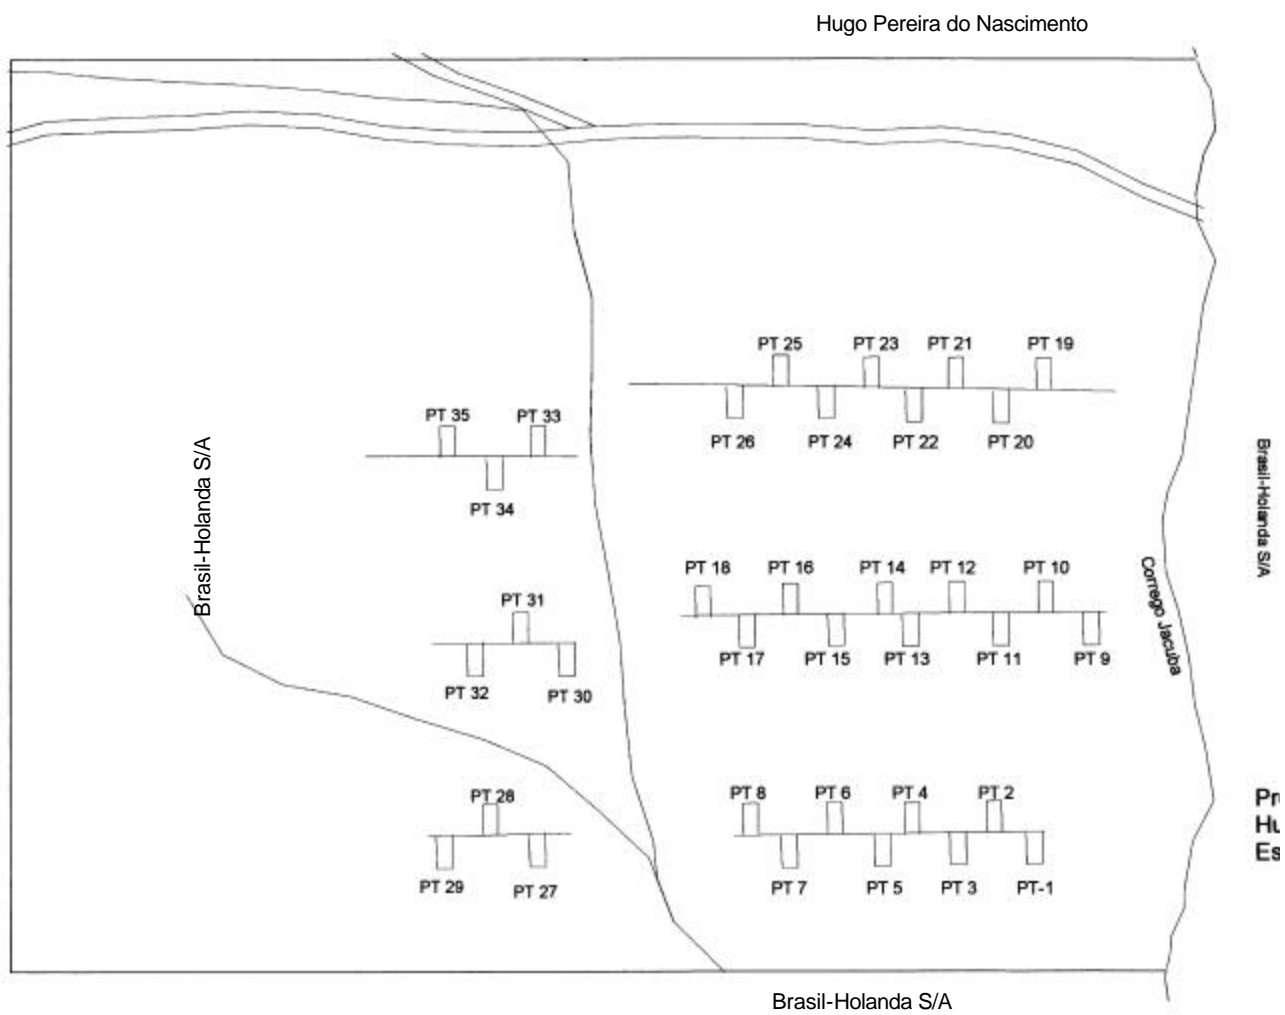 Hugo Pereira do Nascimento
PT 25
PT 23
PT 21
PT 19
PT 26
PT 24
PT 22
PT 20
PT 35
PT 33
PT 34
Brasil-Holanda S/A
Brasil-Holanda S/A
PT 18
PT 16
PT 14
PT 12
PT 10
PT 17
PT 15
PT 13
PT 11
PT 9
Corrego Jacuba
PT 31
PT 32
PT 30
PT 28
PT 29
PT 27
PT 8
PT 6
PT 4
PT 2
PT 7
PT 5
PT 3
PT-1
Brasil-Holanda S/A